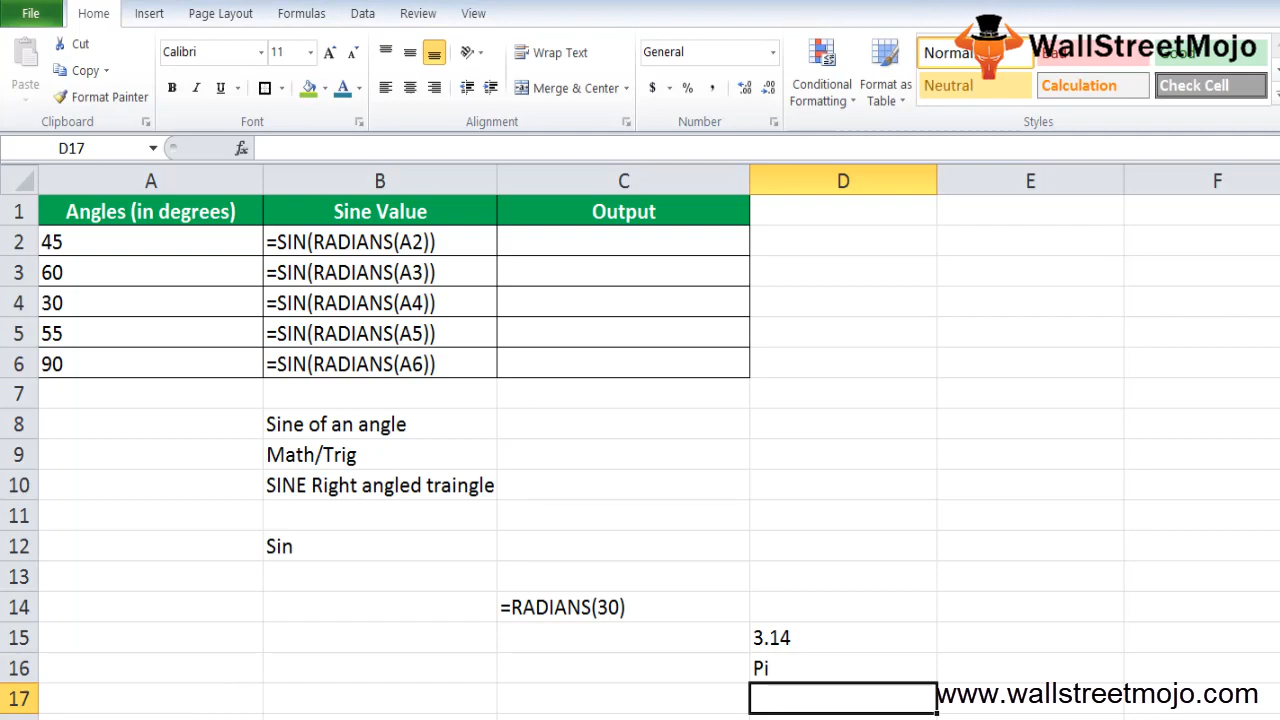 File Home Insert Page Layout Formulas Data Review View
WallStreetMojo
Paste Cut Copy Format Painter
Calibri 11
B I U A
Wrap Text
Merge & Center
General
$ % ,
Conditional Formatting
Format as Table
Normal Good
Neutral Calculation Check Cell
Clipboard Font Alignment Number Styles
D17 fx
A B C D E F
1 Angles (in degrees) Sine Value Output
2 45 =SIN(RADIANS(A2))
3 60 =SIN(RADIANS(A3))
4 30 =SIN(RADIANS(A4))
5 55 =SIN(RADIANS(A5))
6 90 =SIN(RADIANS(A6))
7
8 Sine of an angle
9 Math/Trig
10 SINE Right angled traingle
11
12 Sin
13
14 =RADIANS(30)
15 3.14
16 Pi
17 www.wallstreetmojo.com